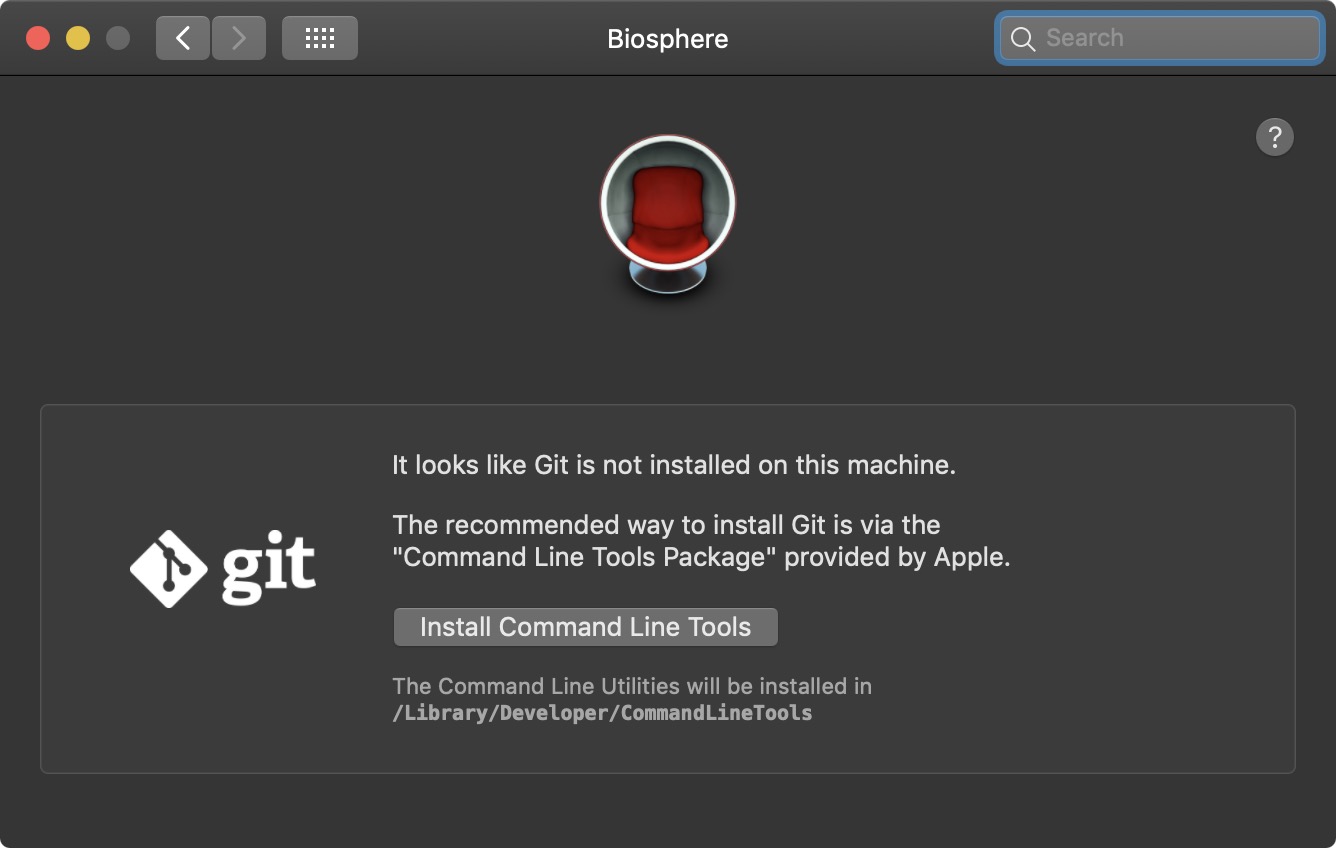 Biosphere
Search
?
It looks like Git is not installed on this machine.
The recommended way to install Git is via the
"Command Line Tools Package" provided by Apple.
git
Install Command Line Tools
The Command Line Utilities will be installed in
/Library/Developer/CommandLineTools